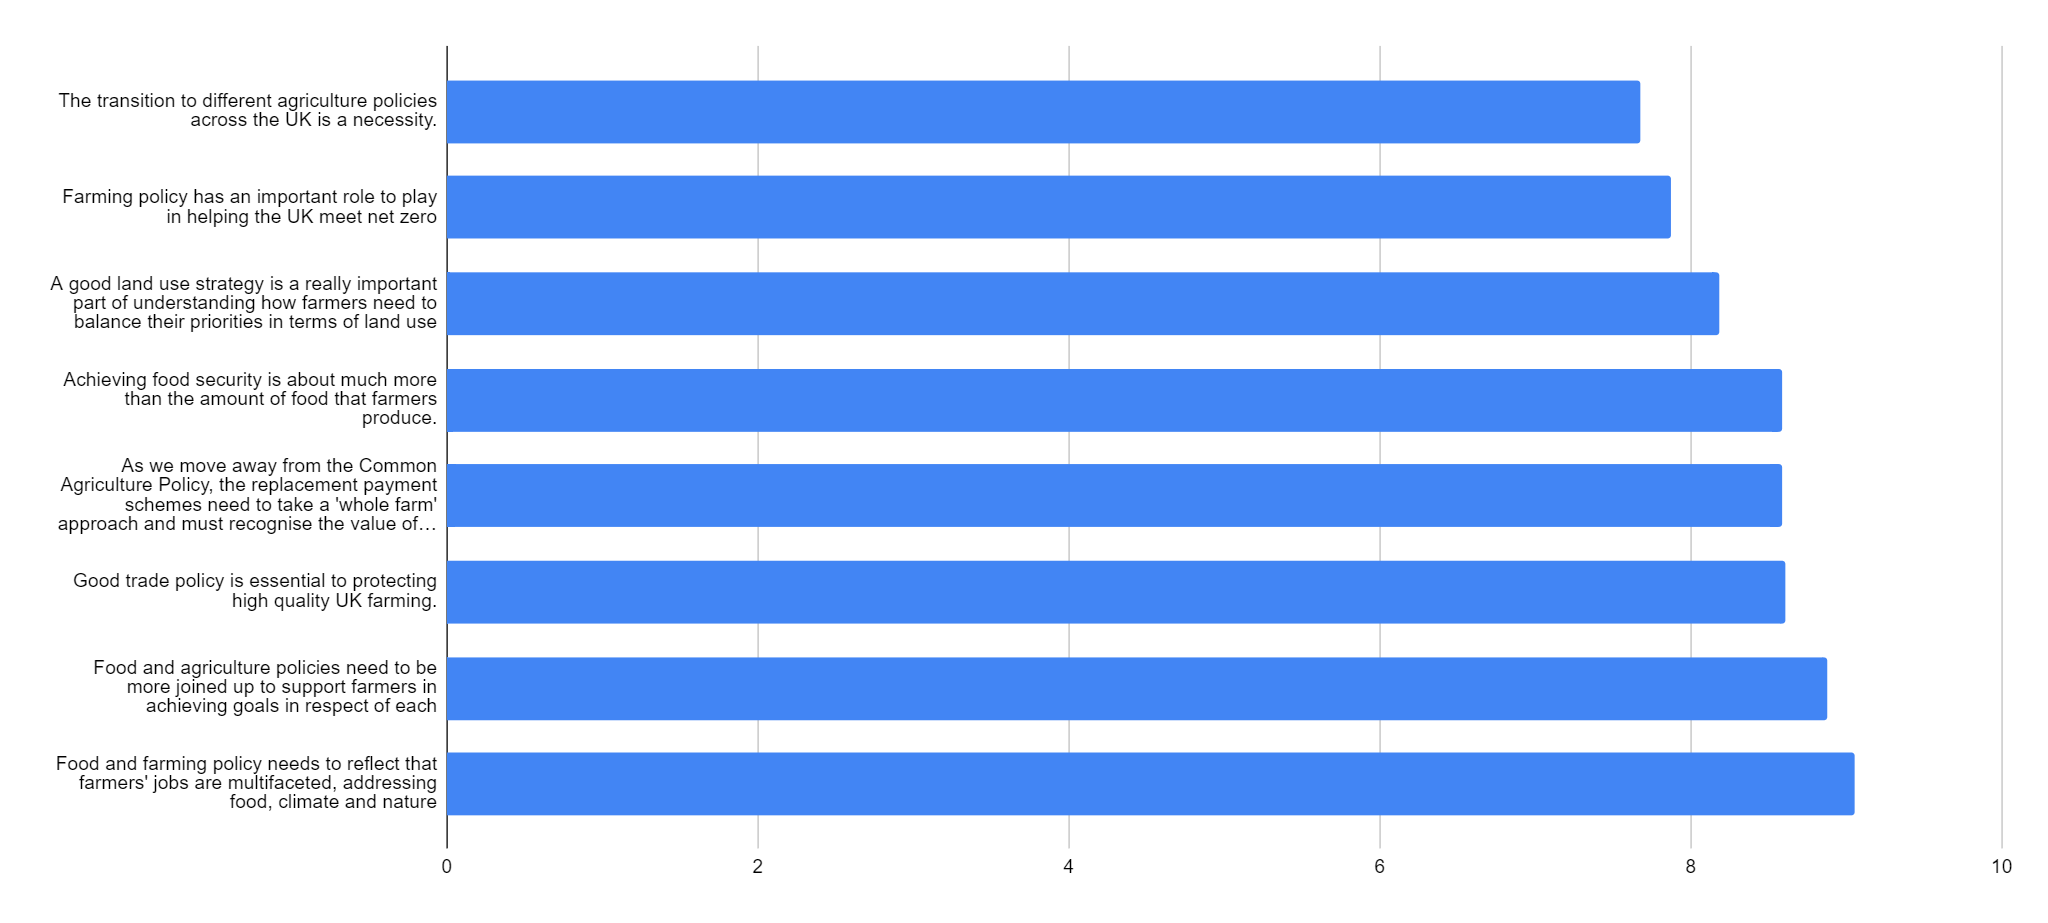 The transition to different agriculture policies
across the UK is a necessity.
Farming policy has an important role to play
in helping the UK meet net zero
A good land use strategy is a really important
part of understanding how farmers need to
balance their priorities in terms of land use
Achieving food security is about much more
than the amount of food that farmers
produce.
As we move away from the Common
Agriculture Policy, the replacement payment
schemes need to take a 'whole farm'
approach and must recognise the value of…
Good trade policy is essential to protecting
high quality UK farming.
Food and agriculture policies need to be
more joined up to support farmers in
achieving goals in respect of each
Food and farming policy needs to reflect that
farmers' jobs are multifaceted, addressing
food, climate and nature
0 2 4 6 8 10